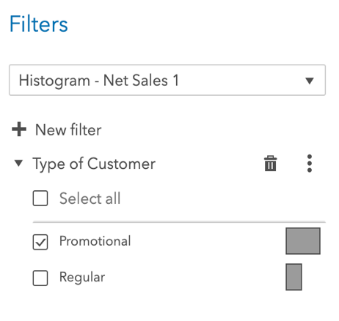 Filters
Histogram - Net Sales 1
New filter
Type of Customer
Select all
Promotional
Regular